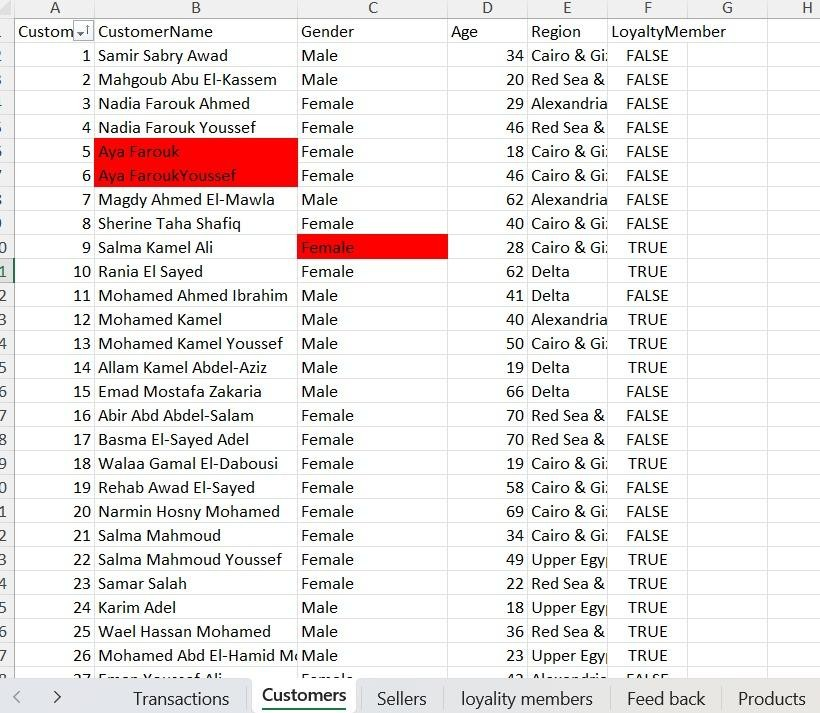 A B C D E F G H
Custom CustomerName Gender Age Region LoyaltyMember
1 Samir Sabry Awad Male 34 Cairo & Gi FALSE
2 Mahgoub Abu El-Kassem Male 20 Red Sea & FALSE
3 Nadia Farouk Ahmed Female 29 Alexandria FALSE
4 Nadia Farouk Youssef Female 46 Red Sea & FALSE
5 Aya Farouk Female 18 Cairo & Gi FALSE
6 Aya FaroukYoussef Female 46 Cairo & Gi FALSE
7 Magdy Ahmed El-Mawla Male 62 Alexandria FALSE
8 Sherine Taha Shafiq Female 40 Cairo & Gi FALSE
9 Salma Kamel Ali Female 28 Cairo & Gi TRUE
10 Rania El Sayed Female 62 Delta TRUE
11 Mohamed Ahmed Ibrahim Male 41 Delta FALSE
12 Mohamed Kamel Male 40 Alexandria TRUE
13 Mohamed Kamel Youssef Male 50 Cairo & Gi TRUE
14 Allam Kamel Abdel-Aziz Male 19 Delta TRUE
15 Emad Mostafa Zakaria Male 66 Delta FALSE
16 Abir Abd Abdel-Salam Female 70 Red Sea & FALSE
17 Basma El-Sayed Adel Female 70 Red Sea & FALSE
18 Walaa Gamal El-Dabousi Female 19 Cairo & Gi TRUE
19 Rehab Awad El-Sayed Female 58 Cairo & Gi FALSE
20 Narmin Hosny Mohamed Female 69 Cairo & Gi FALSE
21 Salma Mahmoud Female 34 Cairo & Gi FALSE
22 Salma Mahmoud Youssef Female 49 Upper Egy TRUE
23 Samar Salah Female 22 Red Sea & TRUE
24 Karim Adel Male 18 Upper Egy TRUE
25 Wael Hassan Mohamed Male 36 Red Sea & TRUE
26 Mohamed Abd El-Hamid Mo Male 23 Upper Egy TRUE
Transactions Customers Sellers loyality members Feed back Products